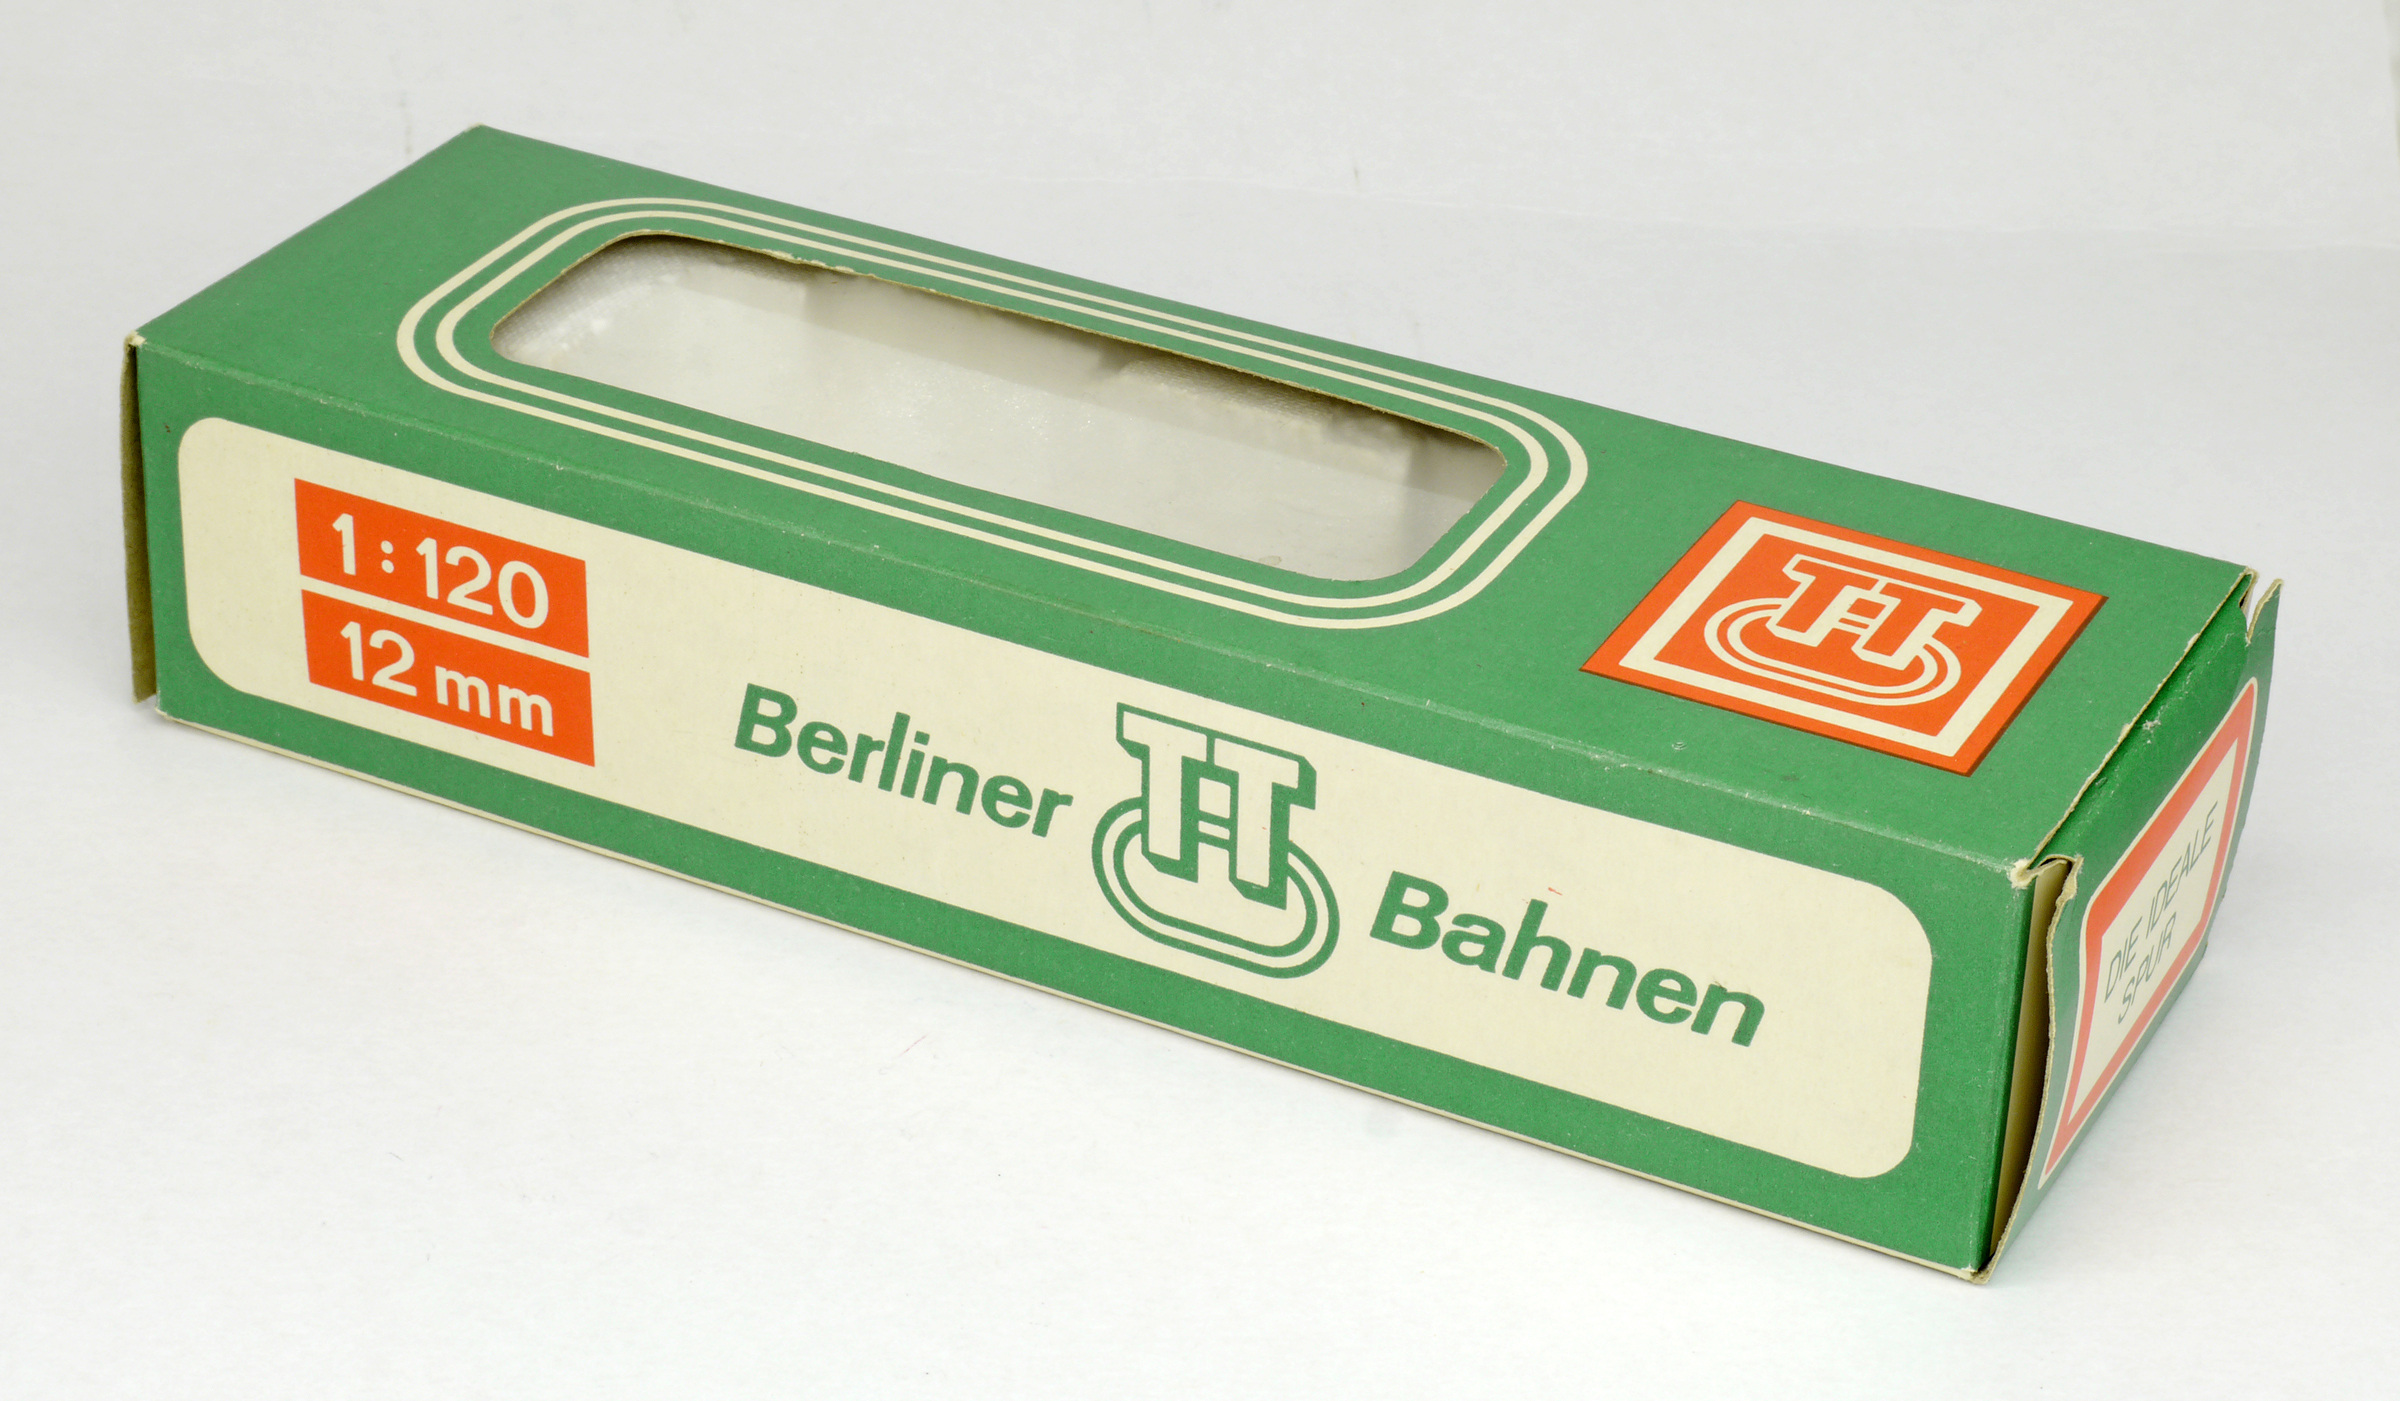 TT
1:120
12 mm
Berliner TT Bahnen
DIE IDEALE
SPUR